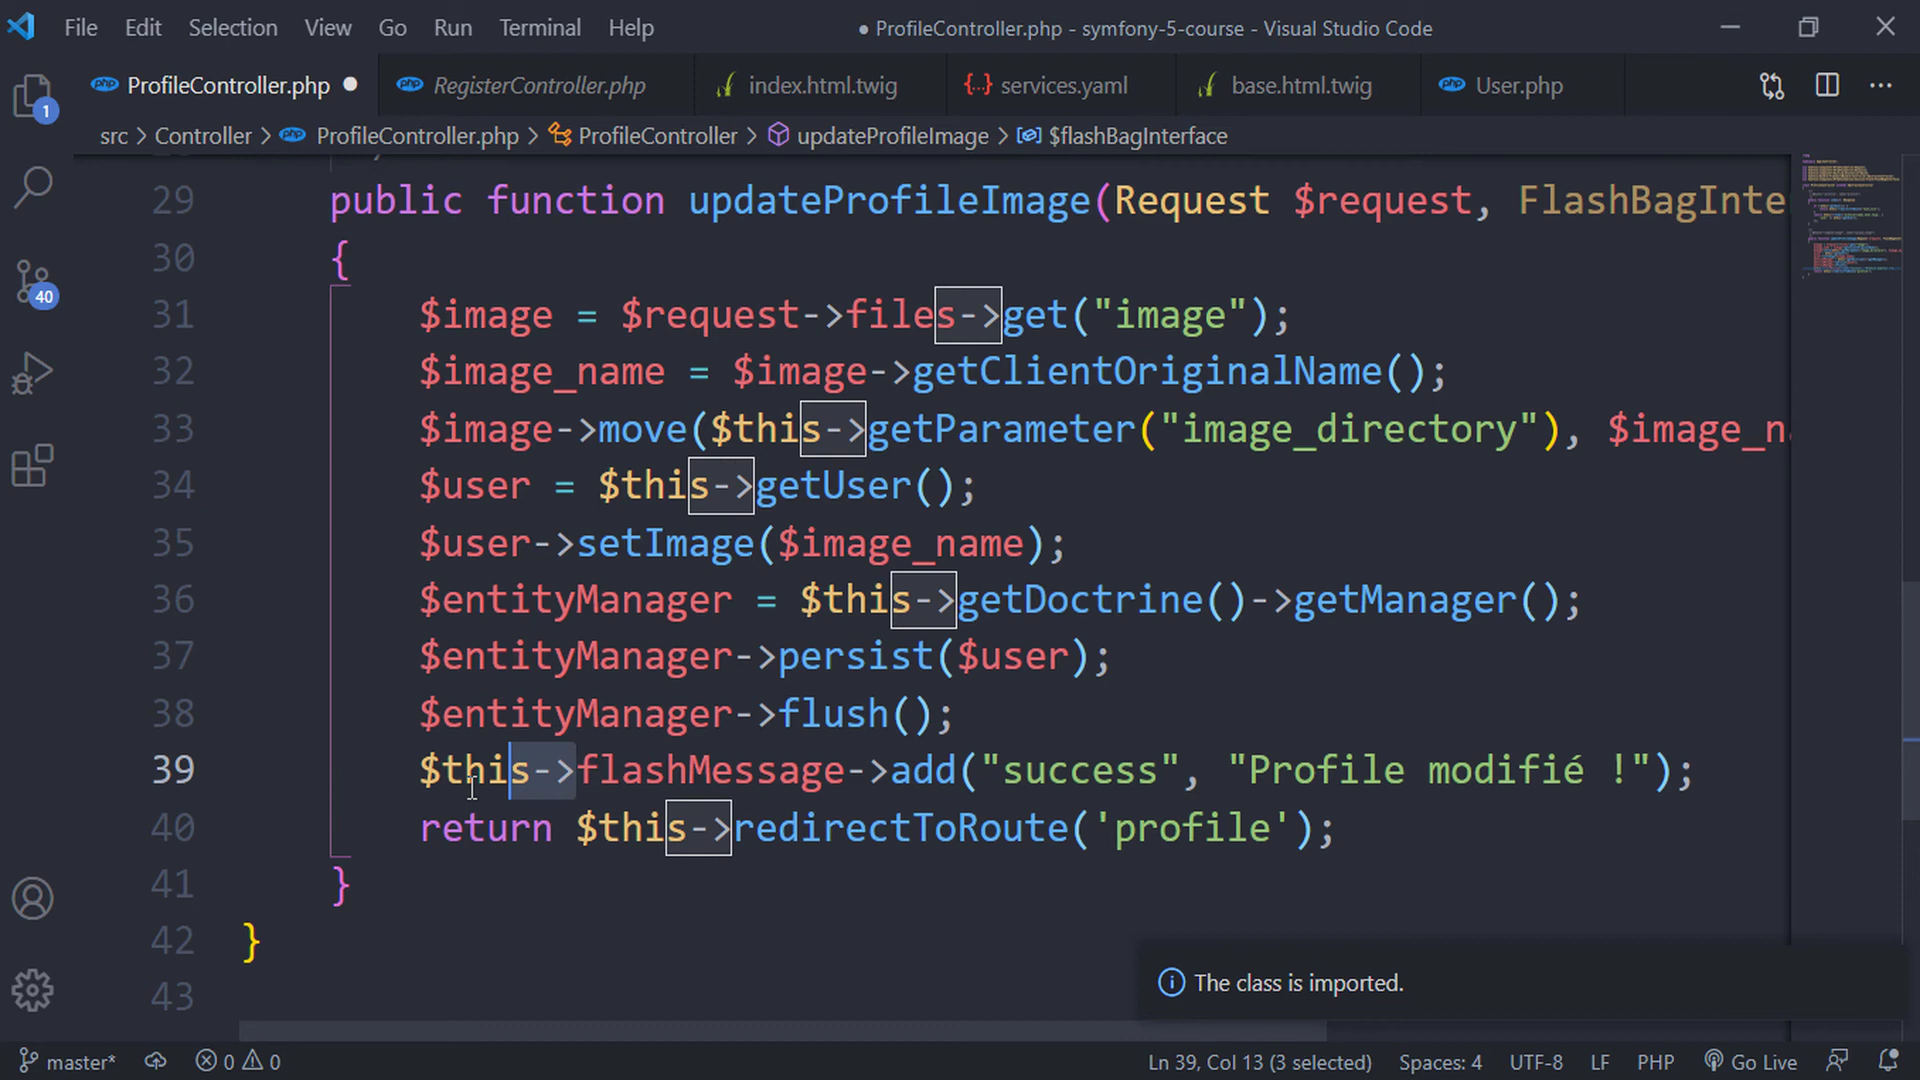 File Edit Selection View Go Run Terminal Help
● ProfileController.php - symfony-5-course - Visual Studio Code
php ProfileController.php ●
php RegisterController.php
index.html.twig
{..} services.yaml
base.html.twig
php User.php
src > Controller > php ProfileController.php > ProfileController > updateProfileImage > $flashBagInterface
1
40
29 public function updateProfileImage(Request $request, FlashBagInte
30 {
31 $image = $request->files->get("image");
32 $image_name = $image->getClientOriginalName();
33 $image->move($this->getParameter("image_directory"), $image_n
34 $user = $this->getUser();
35 $user->setImage($image_name);
36 $entityManager = $this->getDoctrine()->getManager();
37 $entityManager->persist($user);
38 $entityManager->flush();
39 $this->flashMessage->add("success", "Profile modifié !");
40 return $this->redirectToRoute('profile');
41 }
42 }
43
The class is imported.
master* 0 0
Ln 39, Col 13 (3 selected) Spaces: 4 UTF-8 LF PHP Go Live